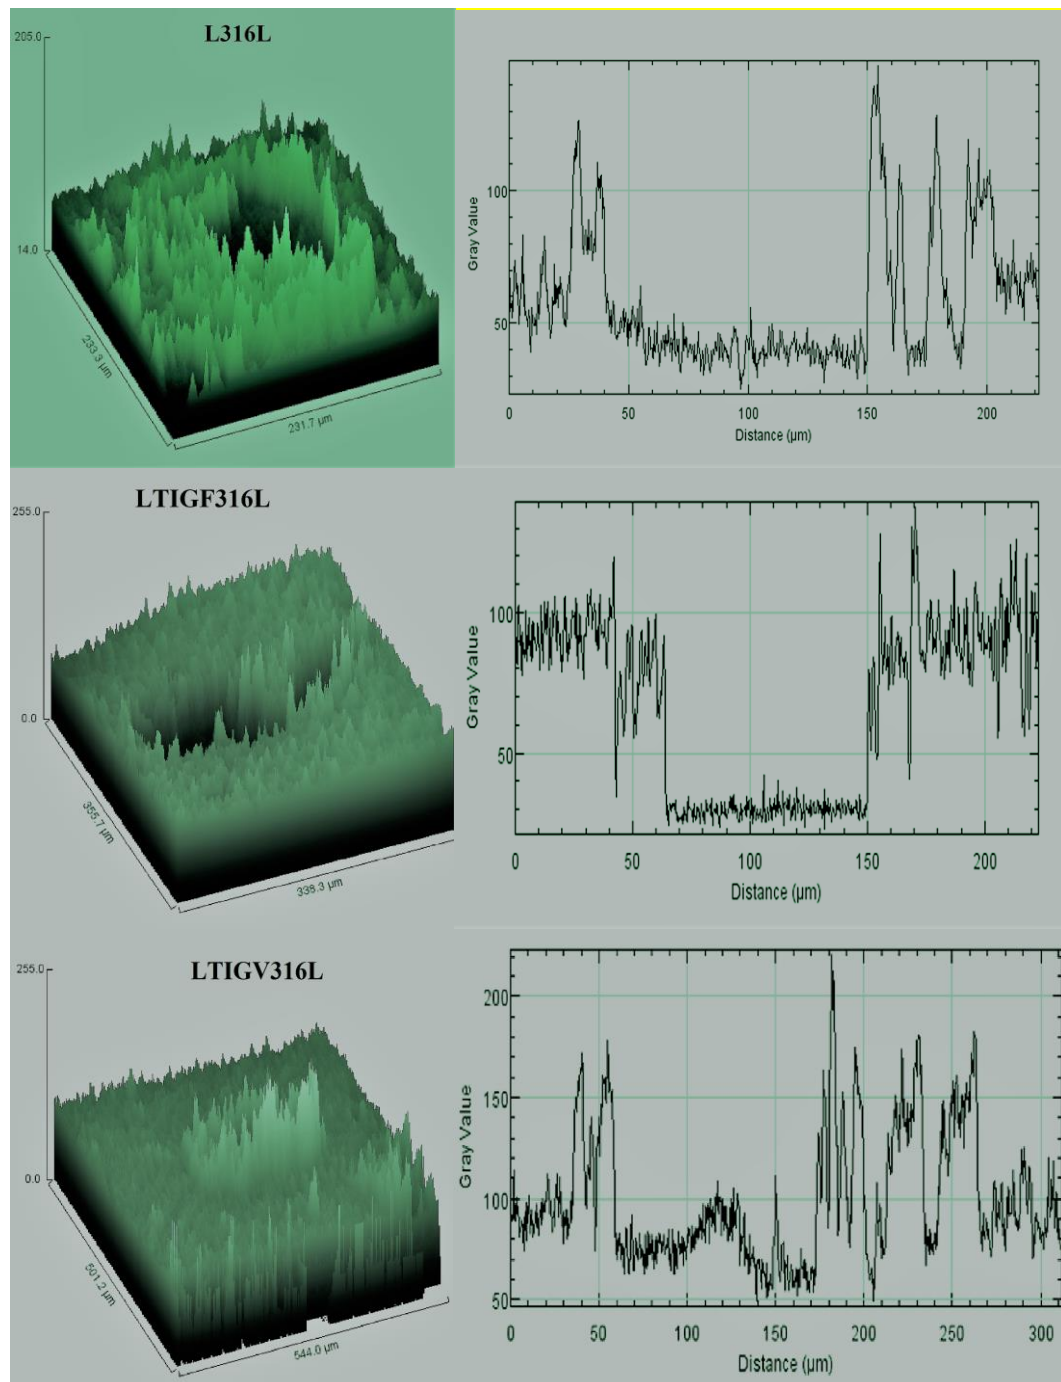 L316L
205.0
14.0
233.3 µm
231.7 µm
Gray Value
100
50
0
50
100
150
200
Distance (µm)
LTIGF316L
255.0
0.0
355.7 µm
338.3 µm
Gray Value
100
50
0
50
100
150
200
Distance (µm)
LTIGV316L
255.0
0.0
501.2 µm
544.0 µm
Gray Value
200
150
100
50
0
50
100
150
200
250
300
Distance (µm)